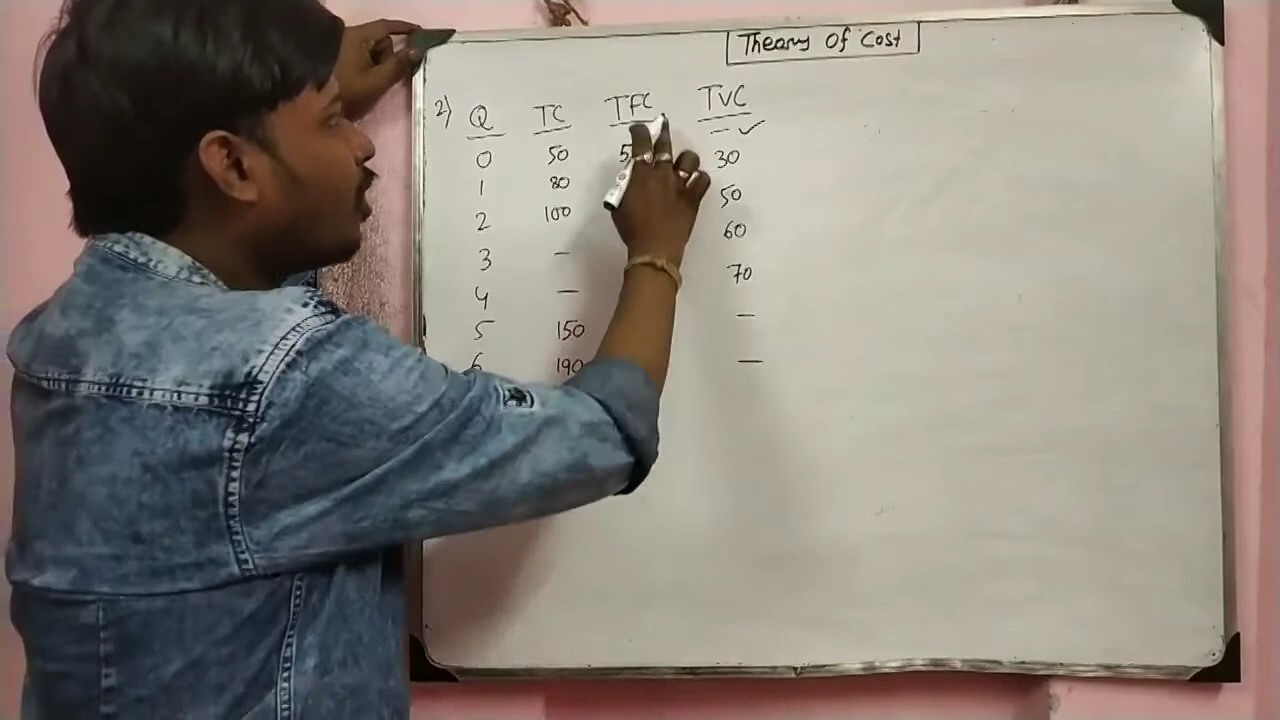 Theory Of Cost
2) Q TC TFC TVC
0 50 - ✓
1 80 30
2 100 50
3 - 60
4 - 70
5 150 -
6 190 -